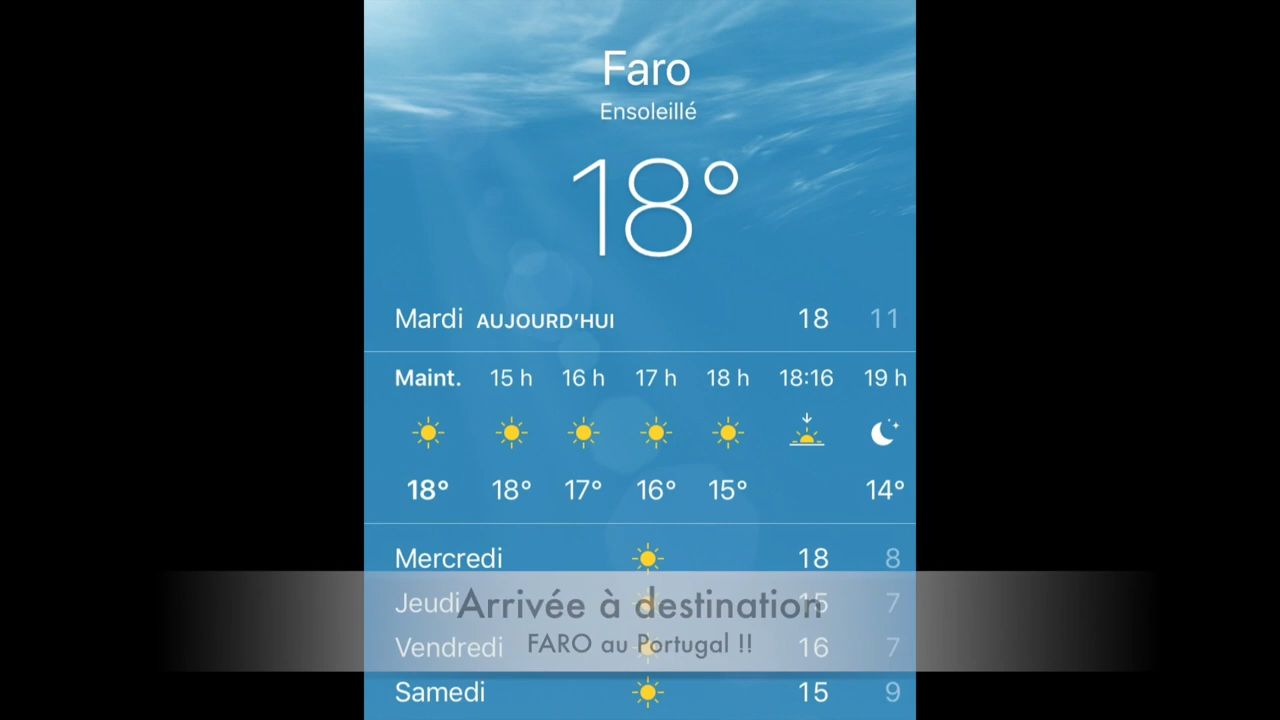 Faro
Ensoleillé
18°
Mardi AUJOURD'HUI 18 11
Maint. 15 h 16 h 17 h 18 h 18:16 19 h
18° 18° 17° 16° 15° 14°
Mercredi 18 8
Jeudi 15 7
Arrivée à destination
Vendredi 16 7
FARO au Portugal !!
Samedi 15 9